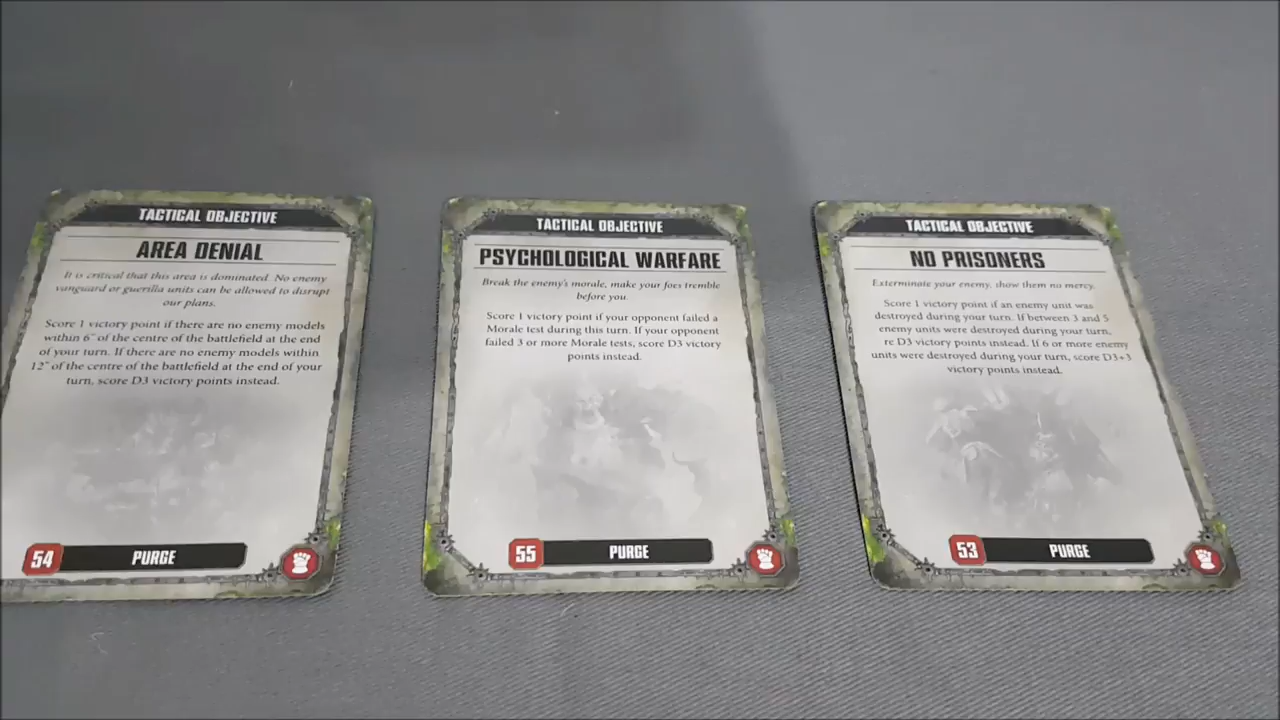 TACTICAL OBJECTIVE
AREA DENIAL
It is critical that this area is dominated. No enemy
vanguard or guerilla units can be allowed to disrupt
our plans.
Score 1 victory point if there are no enemy models
within 6" of the centre of the battlefield at the end
of your turn. If there are no enemy models within
12" of the centre of the battlefield at the end of your
turn, score D3 victory points instead.
54
PURGE
TACTICAL OBJECTIVE
PSYCHOLOGICAL WARFARE
Break the enemy's morale, make your foes tremble
before you.
Score 1 victory point if your opponent failed a
Morale test during this turn. If your opponent
failed 3 or more Morale tests, score D3 victory
points instead.
55
PURGE
TACTICAL OBJECTIVE
NO PRISONERS
Exterminate your enemy, show them no mercy.
Score 1 victory point if an enemy unit was
destroyed during your turn. If between 3 and 5
enemy units were destroyed during your turn,
re D3 victory points instead. If 6 or more enemy
units were destroyed during your turn, score D3+3
victory points instead.
53
PURGE